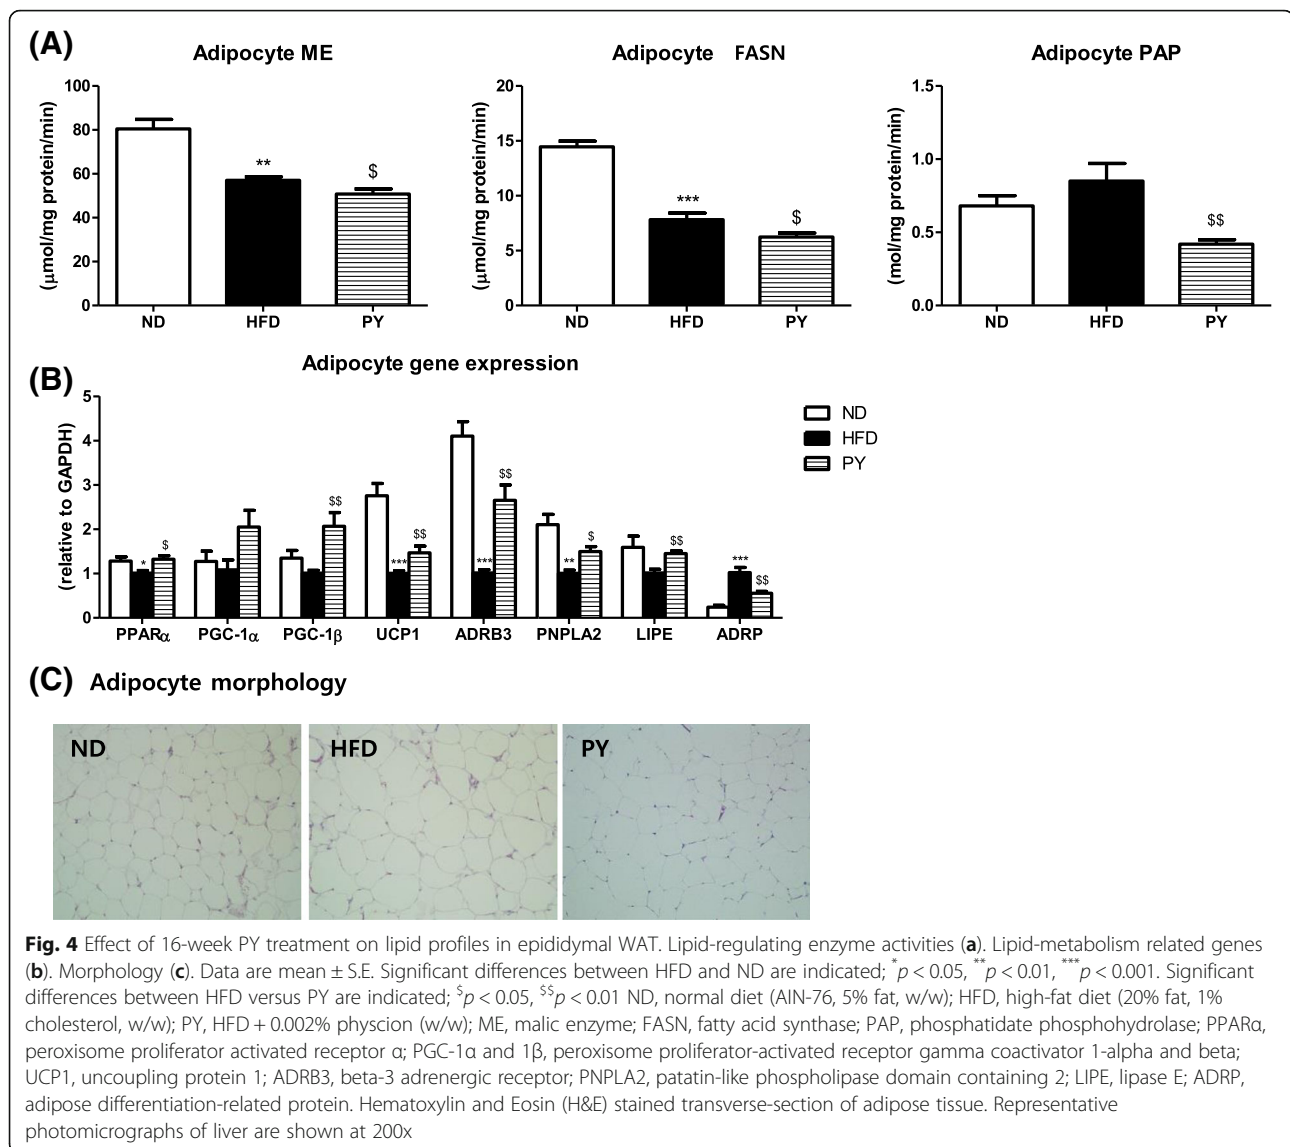 (A)
Adipocyte ME
(μmol/mg protein/min)
100
80
60
40
20
0
**
$
ND HFD PY
Adipocyte FASN
(μmol/mg protein/min)
20
15
10
5
0
***
$
ND HFD PY
Adipocyte PAP
(mol/mg protein/min)
1.5
1.0
0.5
0.0
$$
ND HFD PY
(B)
Adipocyte gene expression
(relative to GAPDH)
5
4
3
2
1
0
* $ $$ *** $$ *** $$ ** $ $$ *** $$
PPARα PGC-1α PGC-1β UCP1 ADRB3 PNPLA2 LIPE ADRP
ND
HFD
PY
(C) Adipocyte morphology
ND HFD PY
Fig. 4 Effect of 16-week PY treatment on lipid profiles in epididymal WAT. Lipid-regulating enzyme activities (a). Lipid-metabolism related genes
(b). Morphology (c). Data are mean ± S.E. Significant differences between HFD and ND are indicated; *p < 0.05, **p < 0.01, ***p < 0.001. Significant
differences between HFD versus PY are indicated; $p < 0.05, $$p < 0.01 ND, normal diet (AIN-76, 5% fat, w/w); HFD, high-fat diet (20% fat, 1%
cholesterol, w/w); PY, HFD + 0.002% physcion (w/w); ME, malic enzyme; FASN, fatty acid synthase; PAP, phosphatidate phosphohydrolase; PPARα,
peroxisome proliferator activated receptor α; PGC-1α and 1β, peroxisome proliferator-activated receptor gamma coactivator 1-alpha and beta;
UCP1, uncoupling protein 1; ADRB3, beta-3 adrenergic receptor; PNPLA2, patatin-like phospholipase domain containing 2; LIPE, lipase E; ADRP,
adipose differentiation-related protein. Hematoxylin and Eosin (H&E) stained transverse-section of adipose tissue. Representative
photomicrographs of liver are shown at 200x